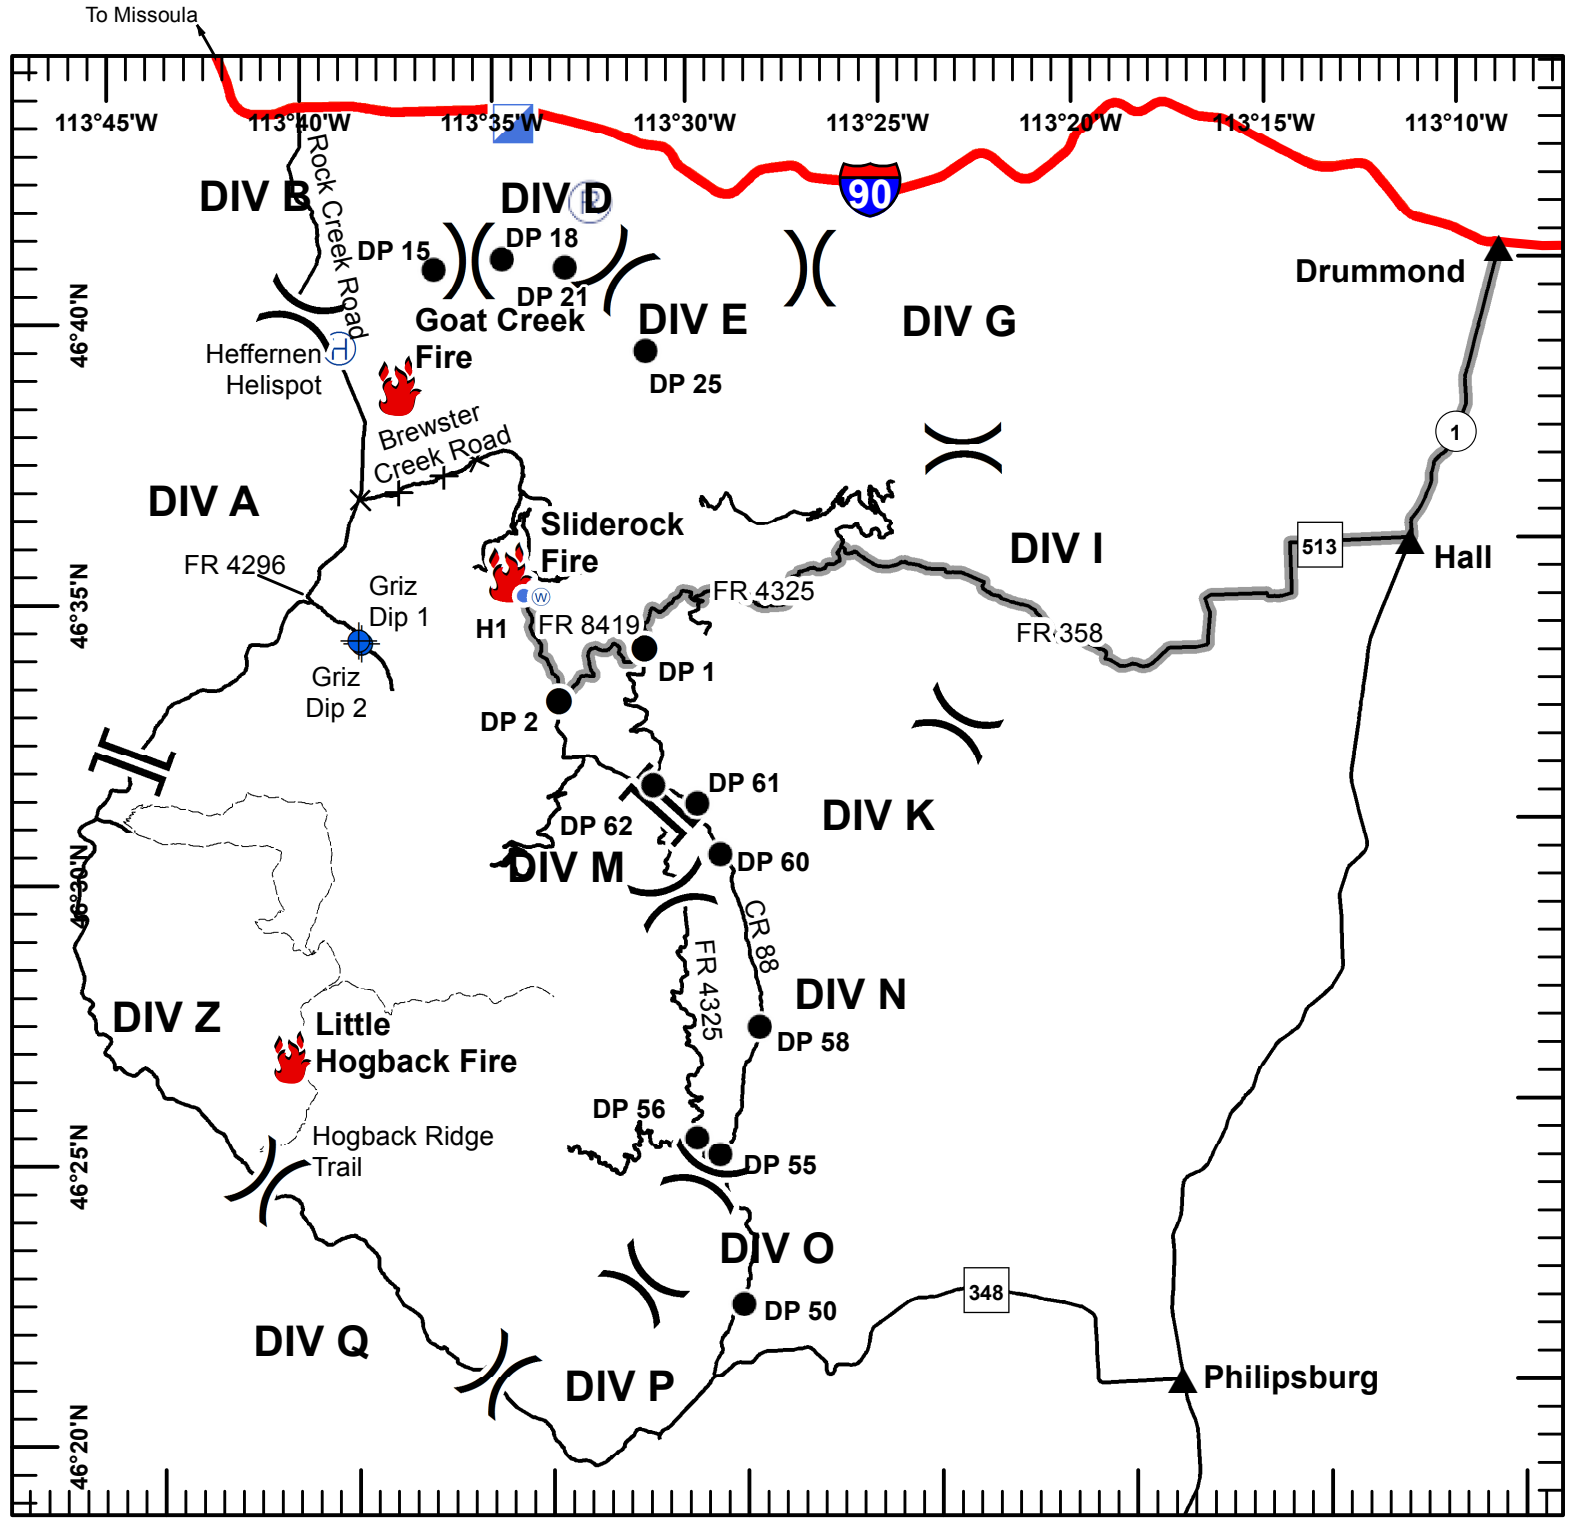 To Missoula
113°45'W
113°40'W
113°35'W
113°30'W
113°25'W
113°20'W
113°15'W
113°10'W
Rock Creek Road
DIV B
DIV D
R
90
DP 15
DP 18
DP 21
Drummond
46°40'N
Goat Creek
Fire
DIV E
DIV G
Heffernen
Helispot
H
DP 25
Brewster
Creek Road
1
DIV A
Sliderock
Fire
DIV I
513
Hall
FR 4296
46°35'N
Griz
Dip 1
W
H1
FR 8419
FR 4325
FR 358
DP 1
Griz
Dip 2
DP 2
DP 61
DIV K
DP 62
DIV M
DP 60
46°30'N
CR 88
FR 4325
DIV N
DIV Z
Little
Hogback Fire
DP 58
DP 56
Hogback Ridge
Trail
DP 55
46°25'N
DIV O
348
DP 50
DIV Q
DIV P
Philipsburg
46°20'N